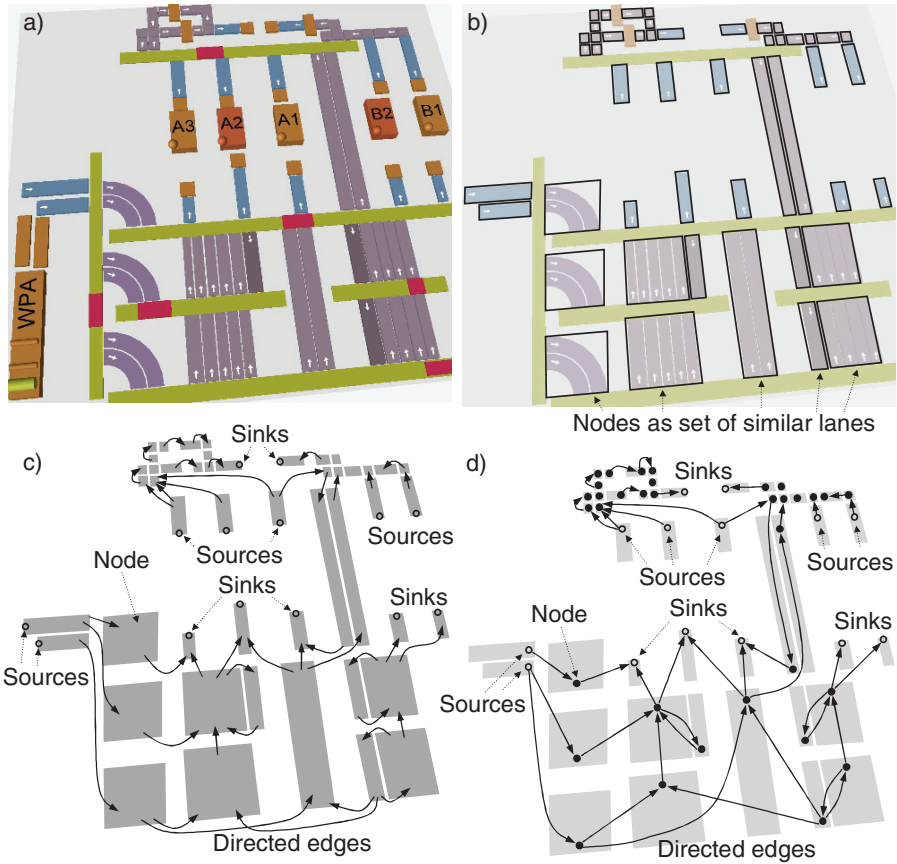 a)
A3
A2
A1
B2
B1
WPA
b)
Nodes as set of similar lanes
c)
Sinks
Sources
Sources
Node
Sinks
Sinks
Sources
Directed edges
d)
Sinks
Sources
Sources
Node
Sinks
Sinks
Sources
Directed edges